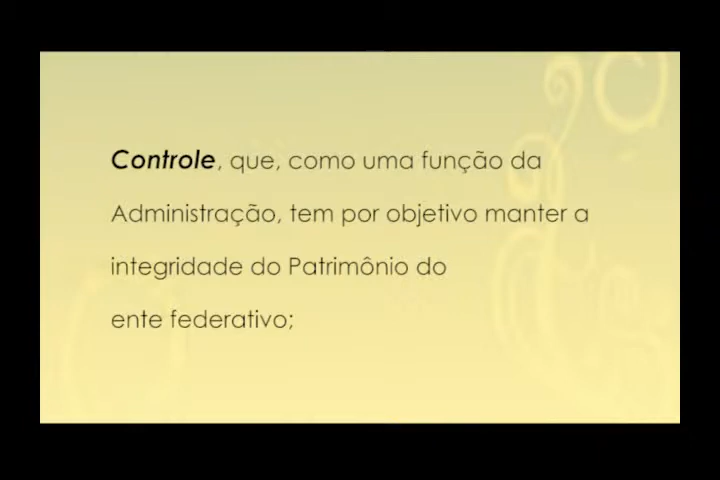 Controle, que, como uma função da
Administração, tem por objetivo manter a
integridade do Patrimônio do
ente federativo;